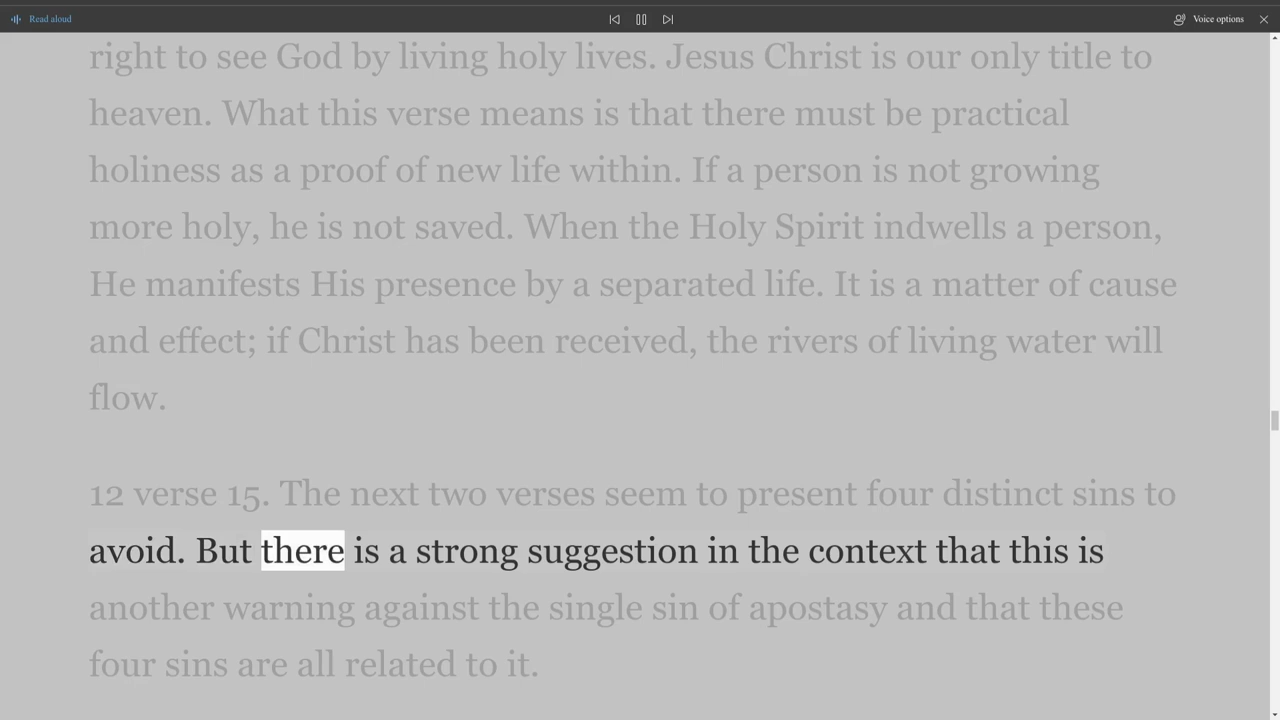 Read aloud
Voice options
right to see God by living holy lives. Jesus Christ is our only title to
heaven. What this verse means is that there must be practical
holiness as a proof of new life within. If a person is not growing
more holy, he is not saved. When the Holy Spirit indwells a person,
He manifests His presence by a separated life. It is a matter of cause
and effect; if Christ has been received, the rivers of living water will
flow.
12 verse 15. The next two verses seem to present four distinct sins to
avoid. But there is a strong suggestion in the context that this is
another warning against the single sin of apostasy and that these
four sins are all related to it.